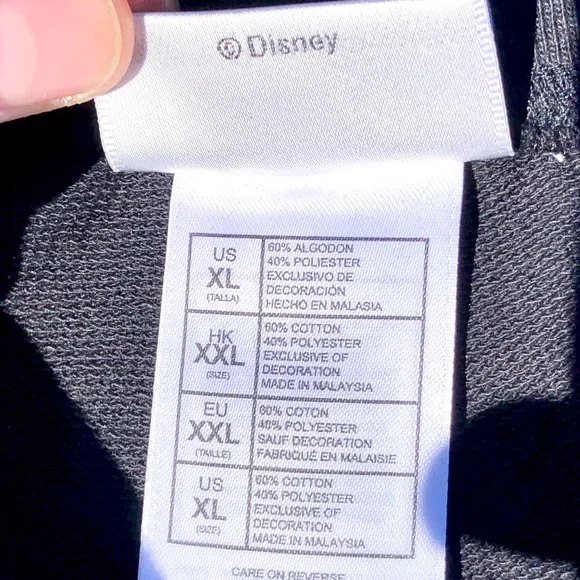 © Disney
US
XL
(TALLA)
60% ALGODON
40% POLIESTER
EXCLUSIVO DE
DECORACIÓN
HECHO EN MALASIA
HK
XXL
(SIZE)
60% COTTON
40% POLYESTER
EXCLUSIVE OF
DECORATION
MADE IN MALAYSIA
EU
XXL
(TAILLE)
60% COTON
40% POLYESTER
SAUF DECORATION
FABRIQUÉ EN MALAISIE
US
XL
(SIZE)
60% COTTON
40% POLYESTER
EXCLUSIVE OF
DECORATION
MADE IN MALAYSIA
CARE ON REVERSE